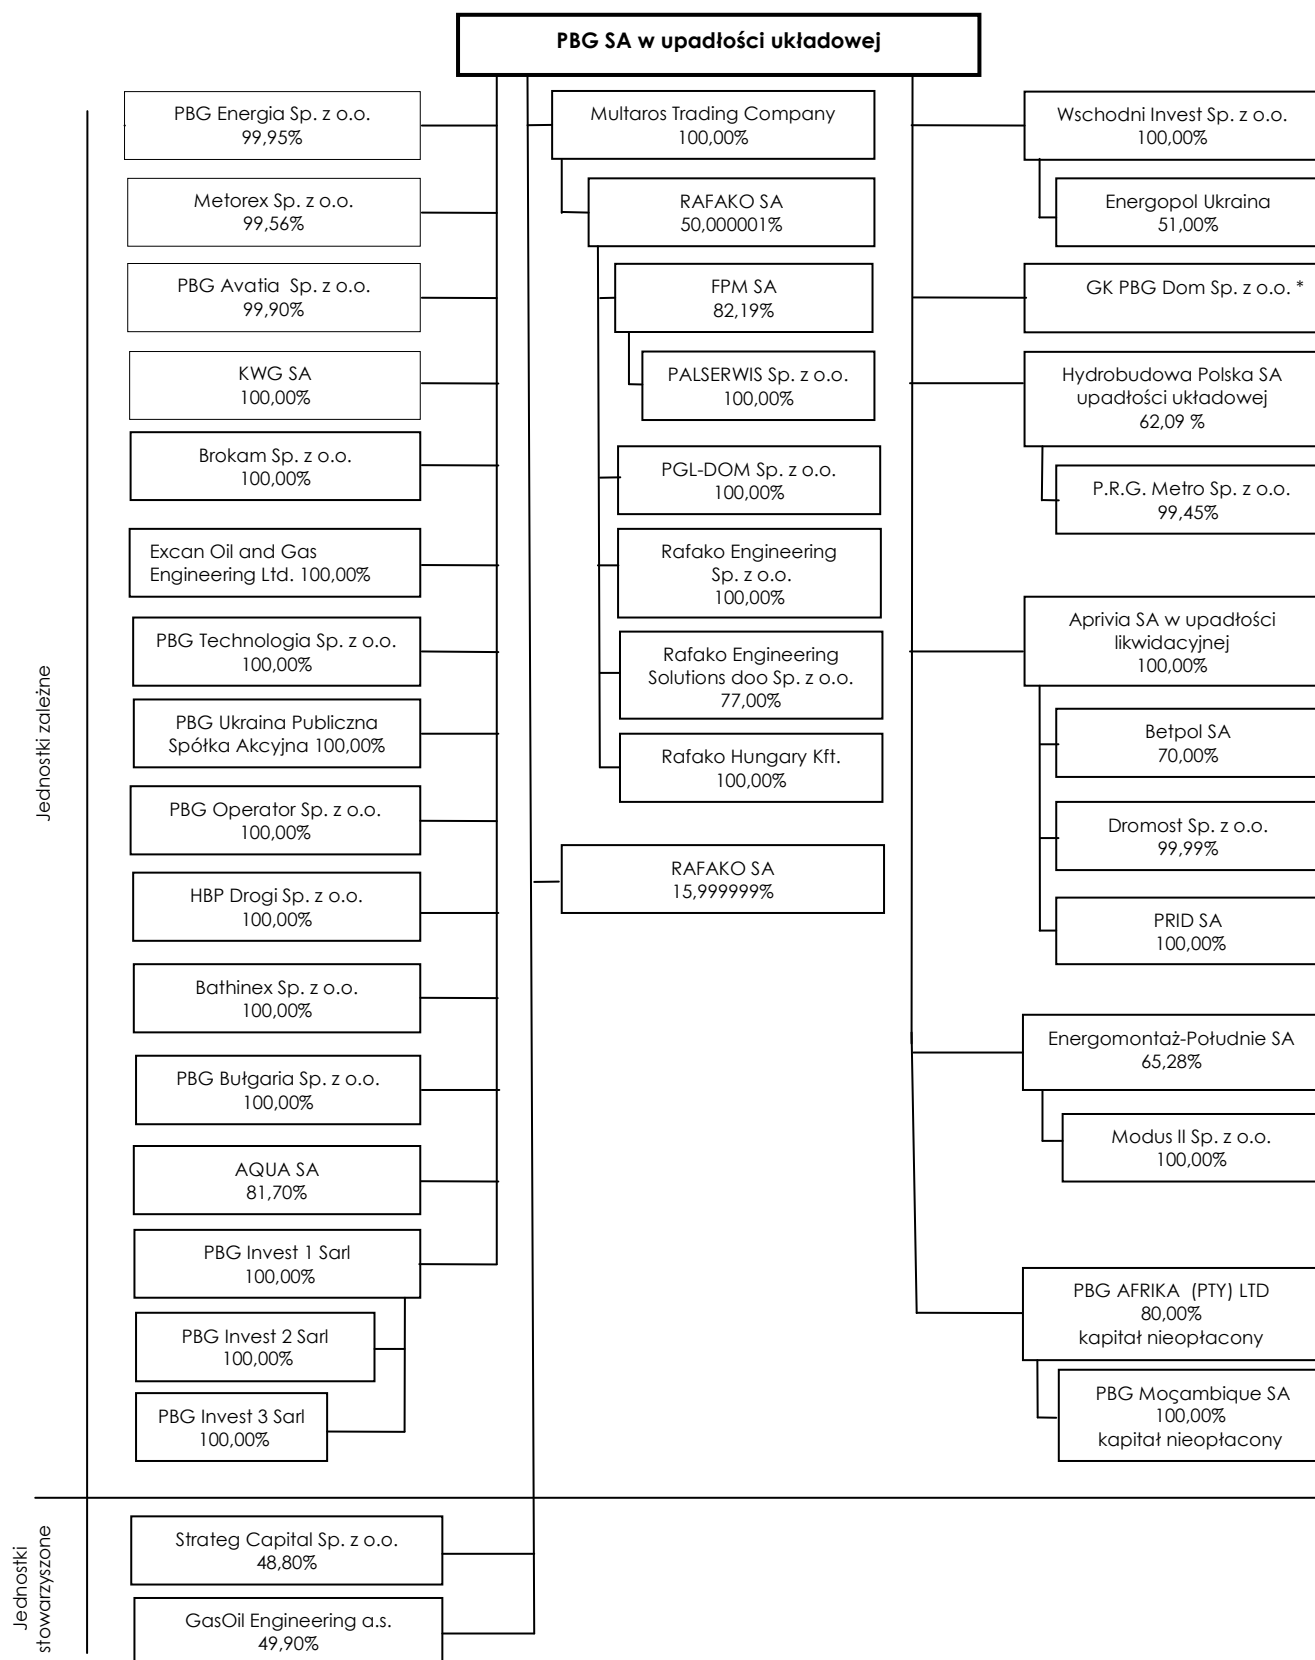 PBG SA w upadłości układowej
Jednostki zależne
PBG Energia Sp. z o.o.
99,95%
Metorex Sp. z o.o.
99,56%
PBG Avatia Sp. z o.o.
99,90%
KWG SA
100,00%
Brokam Sp. z o.o.
100,00%
Excan Oil and Gas
Engineering Ltd. 100,00%
PBG Technologia Sp. z o.o.
100,00%
PBG Ukraina Publiczna
Spółka Akcyjna 100,00%
PBG Operator Sp. z o.o.
100,00%
HBP Drogi Sp. z o.o.
100,00%
Bathinex Sp. z o.o.
100,00%
PBG Bułgaria Sp. z o.o.
100,00%
AQUA SA
81,70%
PBG Invest 1 Sarl
100,00%
PBG Invest 2 Sarl
100,00%
PBG Invest 3 Sarl
100,00%
Multaros Trading Company
100,00%
RAFAKO SA
50,000001%
FPM SA
82,19%
PALSERWIS Sp. z o.o.
100,00%
PGL-DOM Sp. z o.o.
100,00%
Rafako Engineering
Sp. z o.o.
100,00%
Rafako Engineering
Solutions doo Sp. z o.o.
77,00%
Rafako Hungary Kft.
100,00%
RAFAKO SA
15,999999%
Wschodni Invest Sp. z o.o.
100,00%
Energopol Ukraina
51,00%
GK PBG Dom Sp. z o.o. *
Hydrobudowa Polska SA
upadłości układowej
62,09 %
P.R.G. Metro Sp. z o.o.
99,45%
Aprivia SA w upadłości
likwidacyjnej
100,00%
Betpol SA
70,00%
Dromost Sp. z o.o.
99,99%
PRID SA
100,00%
Energomontaż-Południe SA
65,28%
Modus II Sp. z o.o.
100,00%
PBG AFRIKA (PTY) LTD
80,00%
kapitał nieopłacony
PBG Moçambique SA
100,00%
kapitał nieopłacony
Jednostki
stowarzyszone
Strateg Capital Sp. z o.o.
48,80%
GasOil Engineering a.s.
49,90%